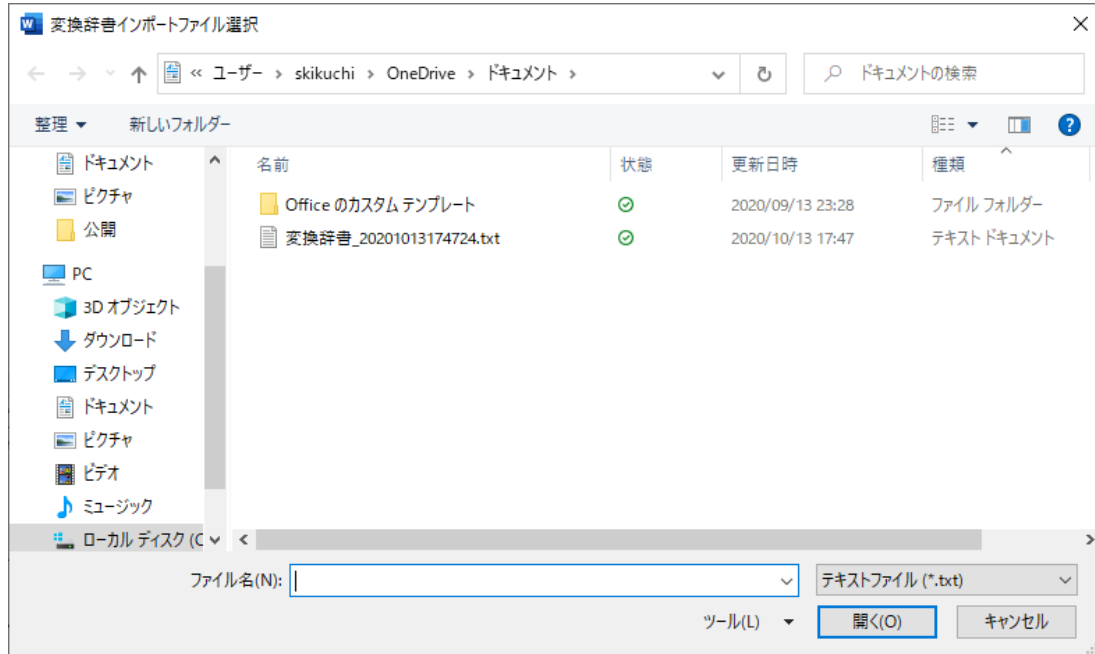 変換辞書インポートファイル選択
« ユーザー › skikuchi › OneDrive › ドキュメント ›
ドキュメントの検索
整理 新しいフォルダー
名前 状態 更新日時 種類
Office のカスタム テンプレート 2020/09/13 23:28 ファイル フォルダー
変換辞書_20201013174724.txt 2020/10/13 17:47 テキスト ドキュメント
ドキュメント
ピクチャ
公開
PC
3D オブジェクト
ダウンロード
デスクトップ
ドキュメント
ピクチャ
ビデオ
ミュージック
ローカル ディスク (C
ファイル名(N):
テキストファイル (*.txt)
ツール(L) 開く(O) キャンセル